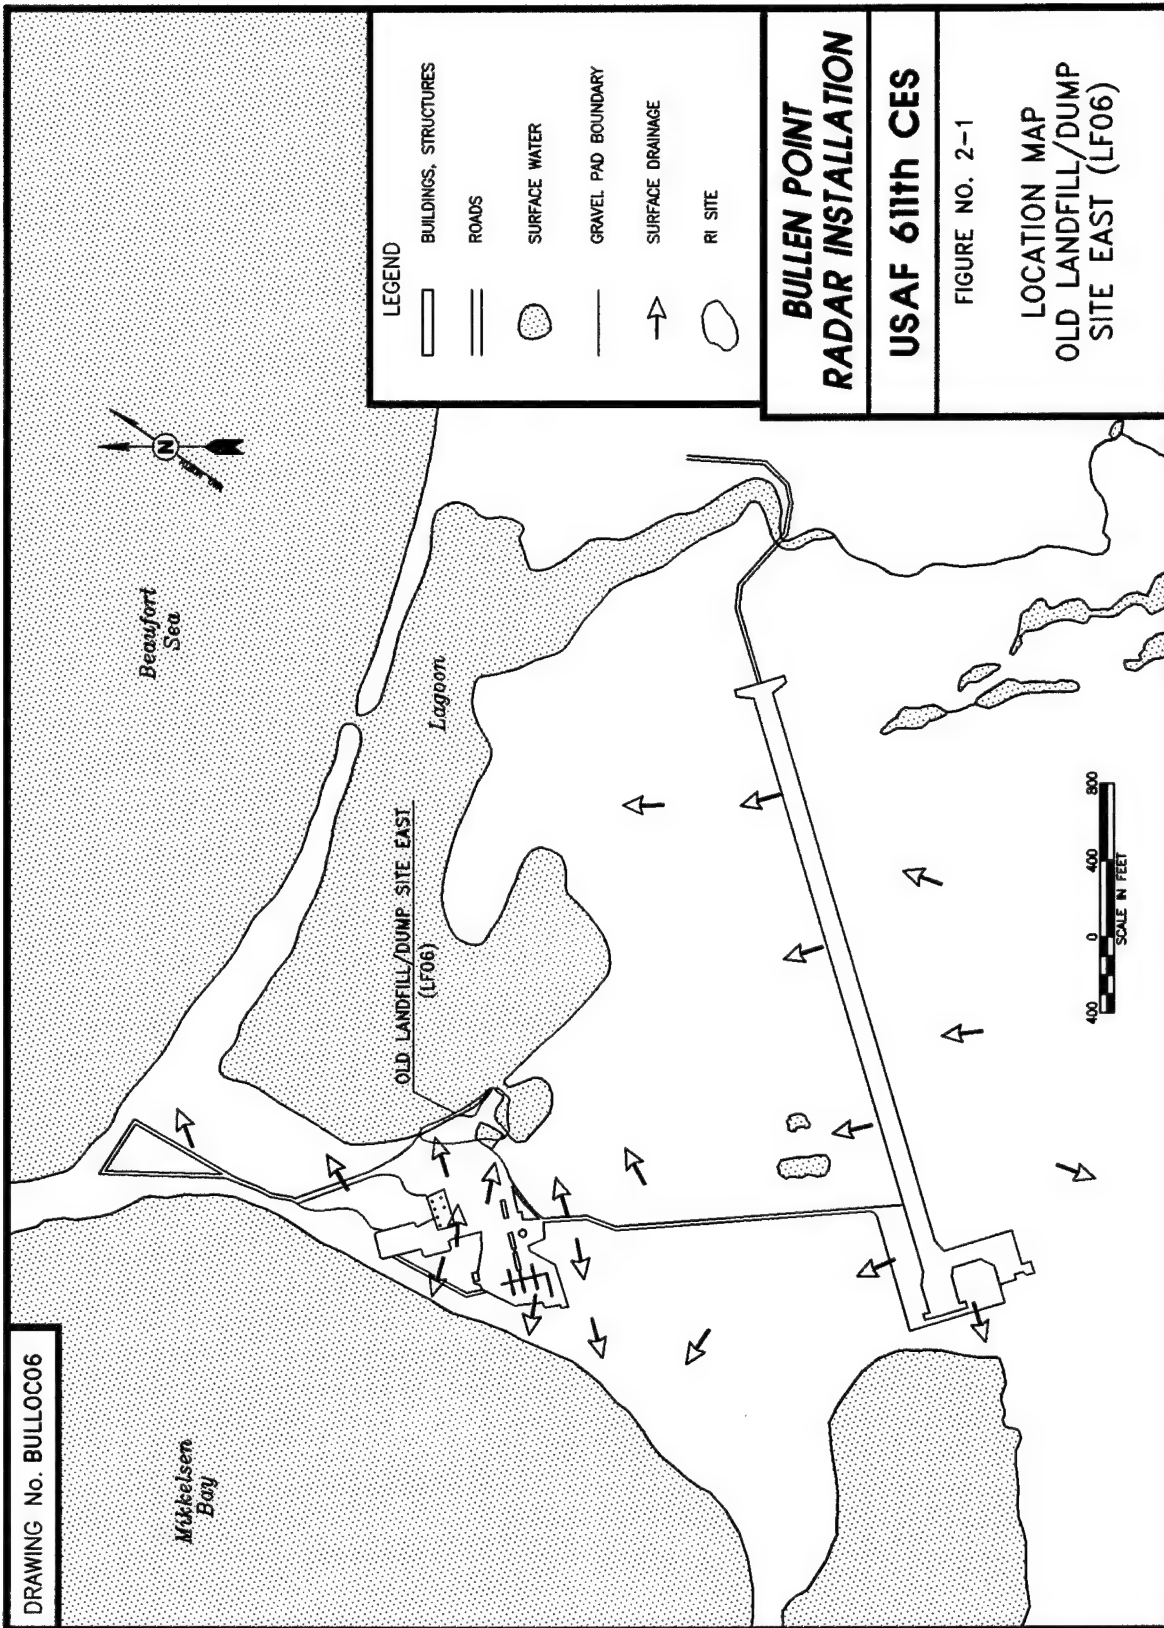 DRAWING No. BULLOC06
Mikkelsen
Bay
Beaufort
Sea
N
Lagoon
OLD LANDFILL/DUMP SITE EAST
(LF06)
400 0 400 800
SCALE IN FEET
LEGEND
BUILDINGS, STRUCTURES
ROADS
SURFACE WATER
GRAVEL PAD BOUNDARY
SURFACE DRAINAGE
RI SITE
BULLEN POINT
RADAR INSTALLATION
USAF 611th CES
FIGURE NO. 2-1
LOCATION MAP
OLD LANDFILL/DUMP
SITE EAST (LF06)